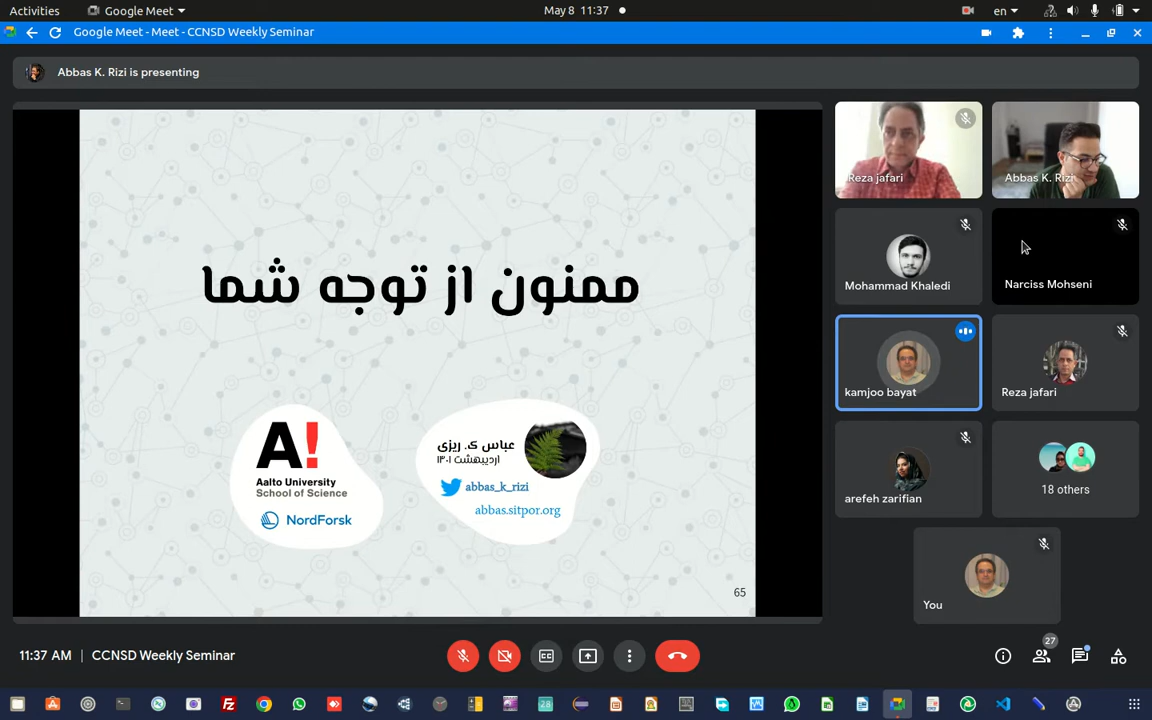 Activities
Google Meet
May 8 11:37
en
Google Meet - Meet - CCNSD Weekly Seminar
Abbas K. Rizi is presenting
ممنون از توجه شما
A!
Aalto University
School of Science
NordForsk
عباس ک. ریزی
اردیبهشت ۱۳۰۱
abbas_k_rizi
abbas.sitpor.org
65
Reza jafari
Abbas K. Rizi
Mohammad Khaledi
Narciss Mohseni
kamjoo bayat
Reza jafari
arefeh zarifian
18 others
You
11:37 AM
CCNSD Weekly Seminar
27
28